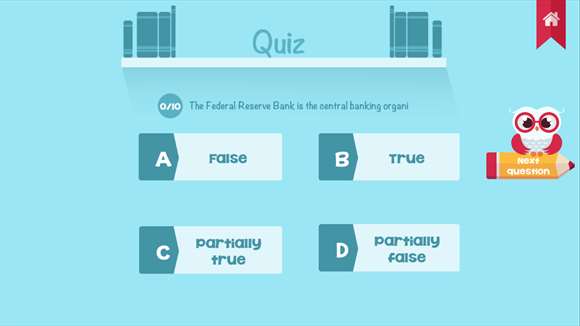 Quiz
0/10 The Federal Reserve Bank is the central banking organi
A False
B True
Next
question
C partially
true
D partially
false